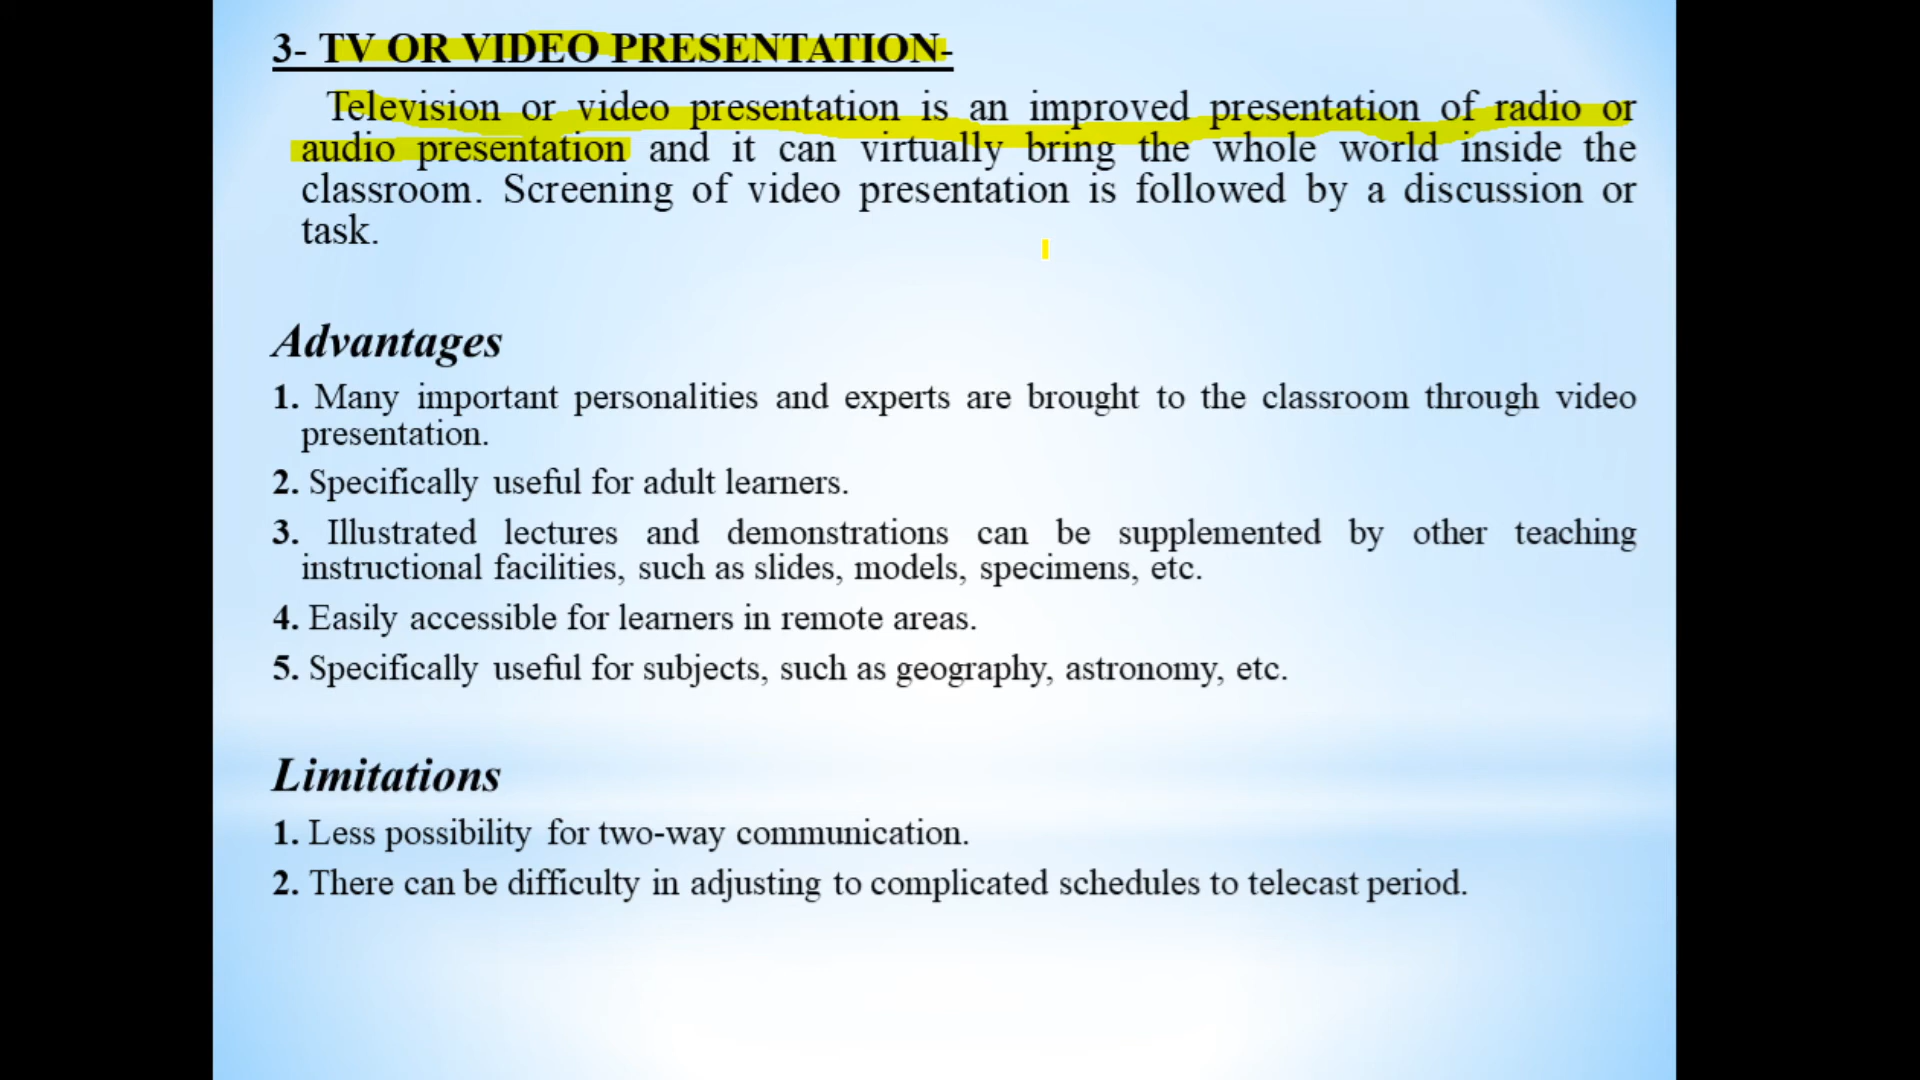 3- TV OR VIDEO PRESENTATION-
Television or video presentation is an improved presentation of radio or
audio presentation and it can virtually bring the whole world inside the
classroom. Screening of video presentation is followed by a discussion or
task.
Advantages
1. Many important personalities and experts are brought to the classroom through video
presentation.
2. Specifically useful for adult learners.
3. Illustrated lectures and demonstrations can be supplemented by other teaching
instructional facilities, such as slides, models, specimens, etc.
4. Easily accessible for learners in remote areas.
5. Specifically useful for subjects, such as geography, astronomy, etc.
Limitations
1. Less possibility for two-way communication.
2. There can be difficulty in adjusting to complicated schedules to telecast period.